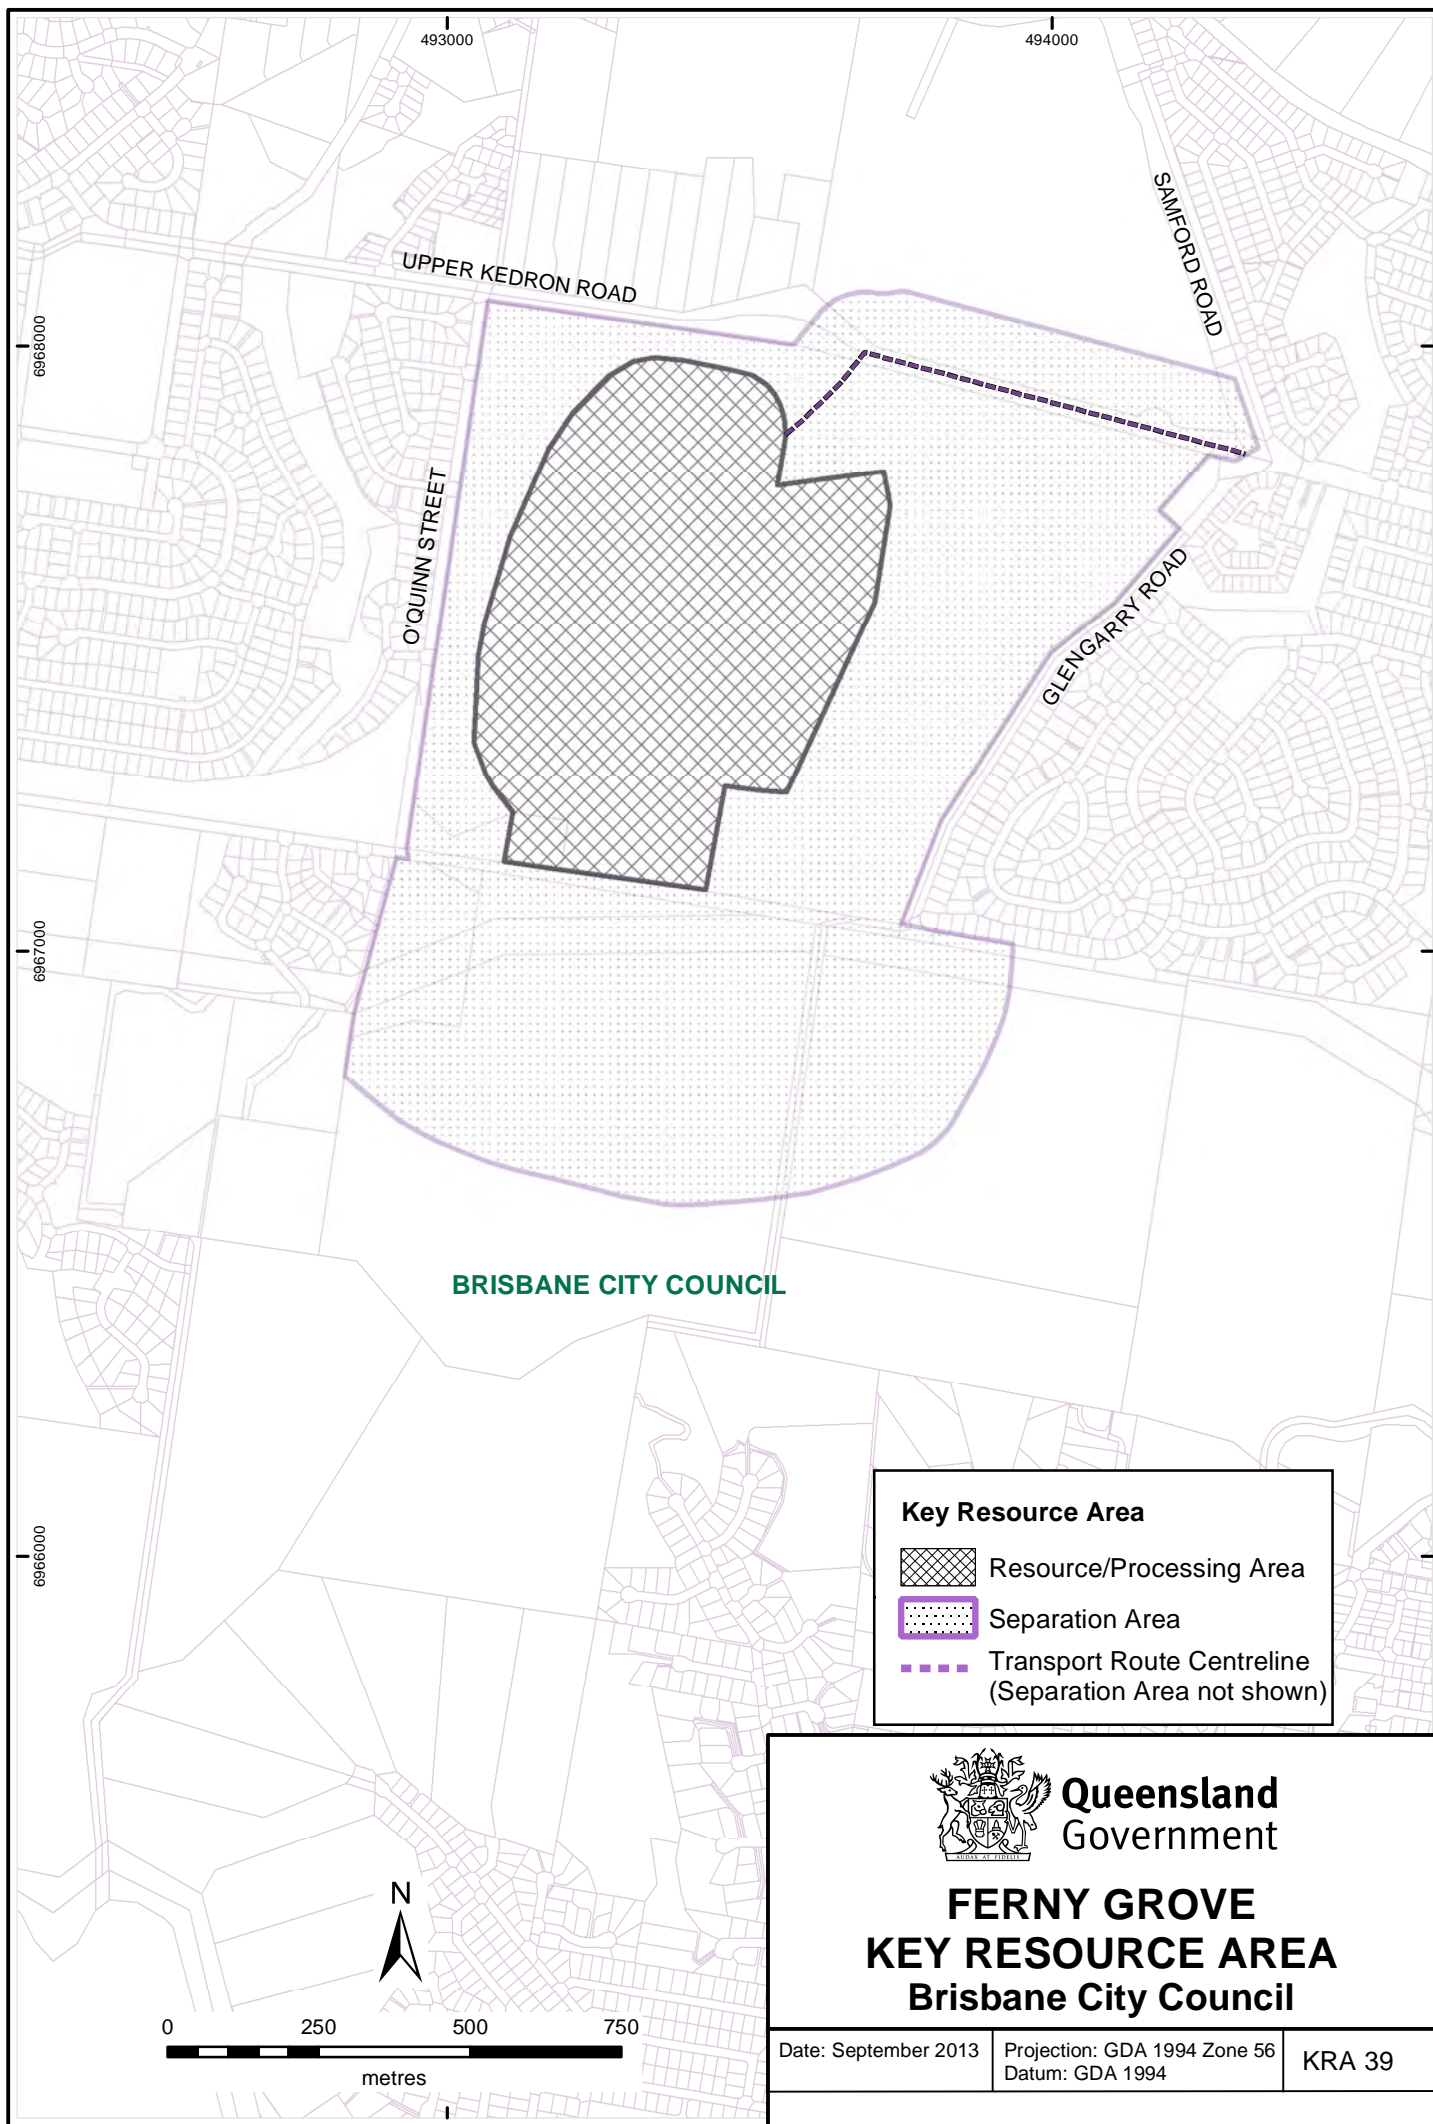 493000
494000
SAMFORD ROAD
UPPER KEDRON ROAD
6968000
O'QUINN STREET
GLENGARRY ROAD
6967000
BRISBANE CITY COUNCIL
6966000
Key Resource Area
Resource/Processing Area
Separation Area
Transport Route Centreline
(Separation Area not shown)
Queensland
Government
AUDAX AT FIDELIS
FERNY GROVE
KEY RESOURCE AREA
Brisbane City Council
N
0 250 500 750
metres
Date: September 2013
Projection: GDA 1994 Zone 56
Datum: GDA 1994
KRA 39